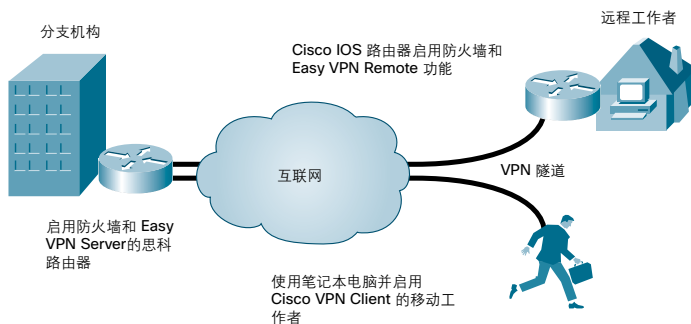 分支机构
远程工作者
Cisco IOS 路由器启用防火墙和
Easy VPN Remote 功能
互联网
VPN 隧道
启用防火墙和 Easy
VPN Server的思科
路由器
使用笔记本电脑并启用
Cisco VPN Client 的移动工
作者